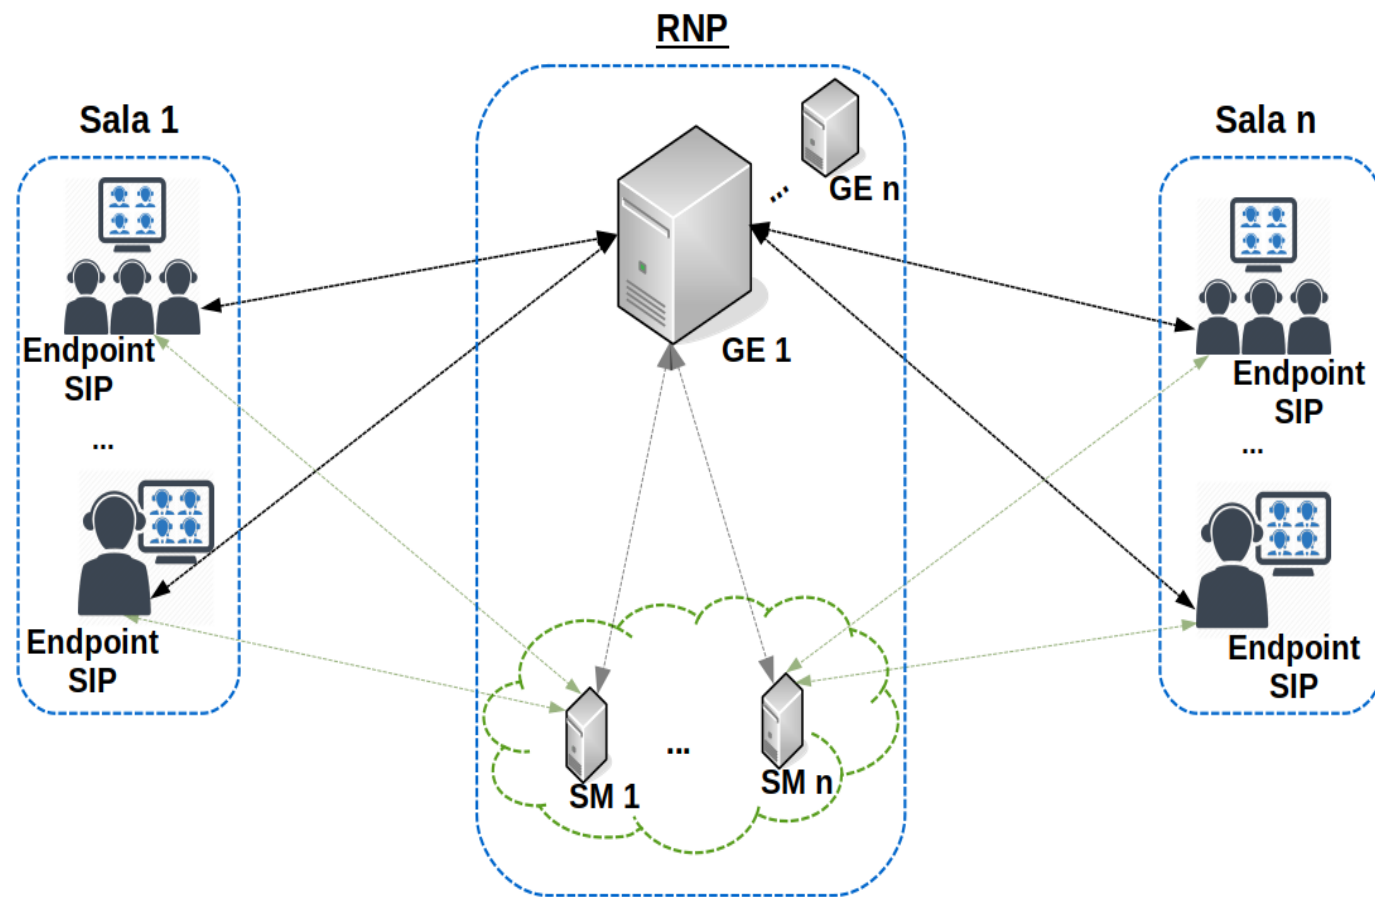 RNP
Sala 1
Sala n
...
GE n
GE 1
Endpoint
SIP
...
Endpoint
SIP
Endpoint
SIP
...
Endpoint
SIP
...
SM 1
SM n